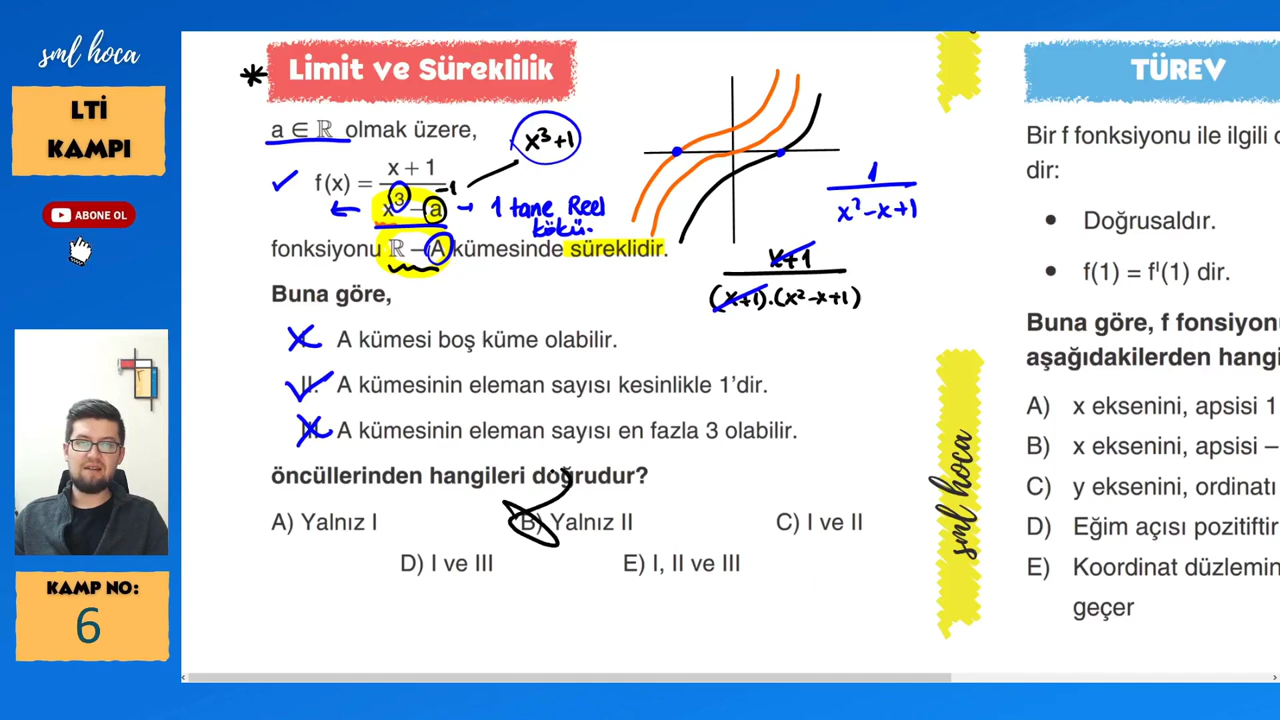 sml hoca
LTİ
KAMPI
ABONE OL
KAMP NO:
6
* Limit ve Süreklilik
a ∈ ℝ olmak üzere,
x³+1
f(x) = x + 1
x³ – a
-1
1 tane Reel
kökü.
fonksiyonu ℝ – A kümesinde süreklidir.
1
x²-x+1
x+1
(x+1).(x²-x+1)
Buna göre,
I. A kümesi boş küme olabilir.
II. A kümesinin eleman sayısı kesinlikle 1'dir.
III. A kümesinin eleman sayısı en fazla 3 olabilir.
öncüllerinden hangileri doğrudur?
A) Yalnız I
B) Yalnız II
C) I ve II
D) I ve III
E) I, II ve III
sml hoca
TÜREV
Bir f fonksiyonu ile ilgili
dir:
• Doğrusaldır.
• f(1) = fᴵ(1) dir.
Buna göre, f fonsiyon
aşağıdakilerden hangi
A) x eksenini, apsisi 1
B) x eksenini, apsisi –
C) y eksenini, ordinatı
D) Eğim açısı pozitiftir
E) Koordinat düzlemin
geçer